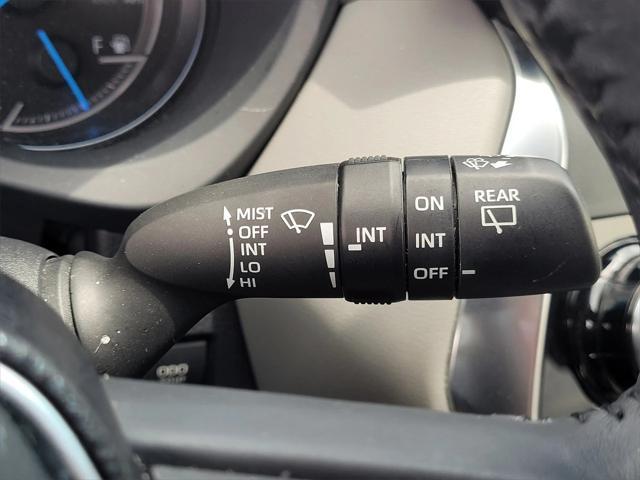 F
MIST
OFF
INT
LO
HI
INT
ON
INT
OFF
REAR